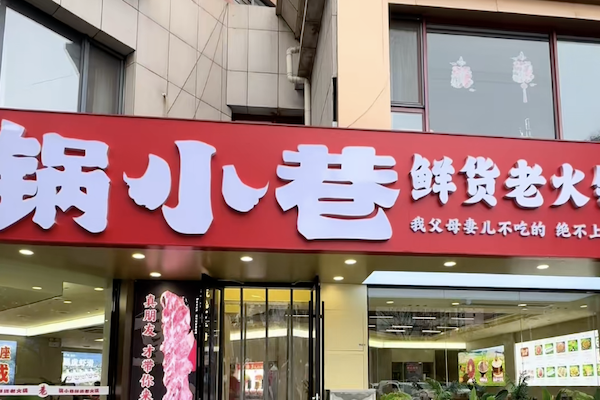 锅小巷
鲜货老火
我父母妻儿不吃的 绝不上
真朋友
才带你来